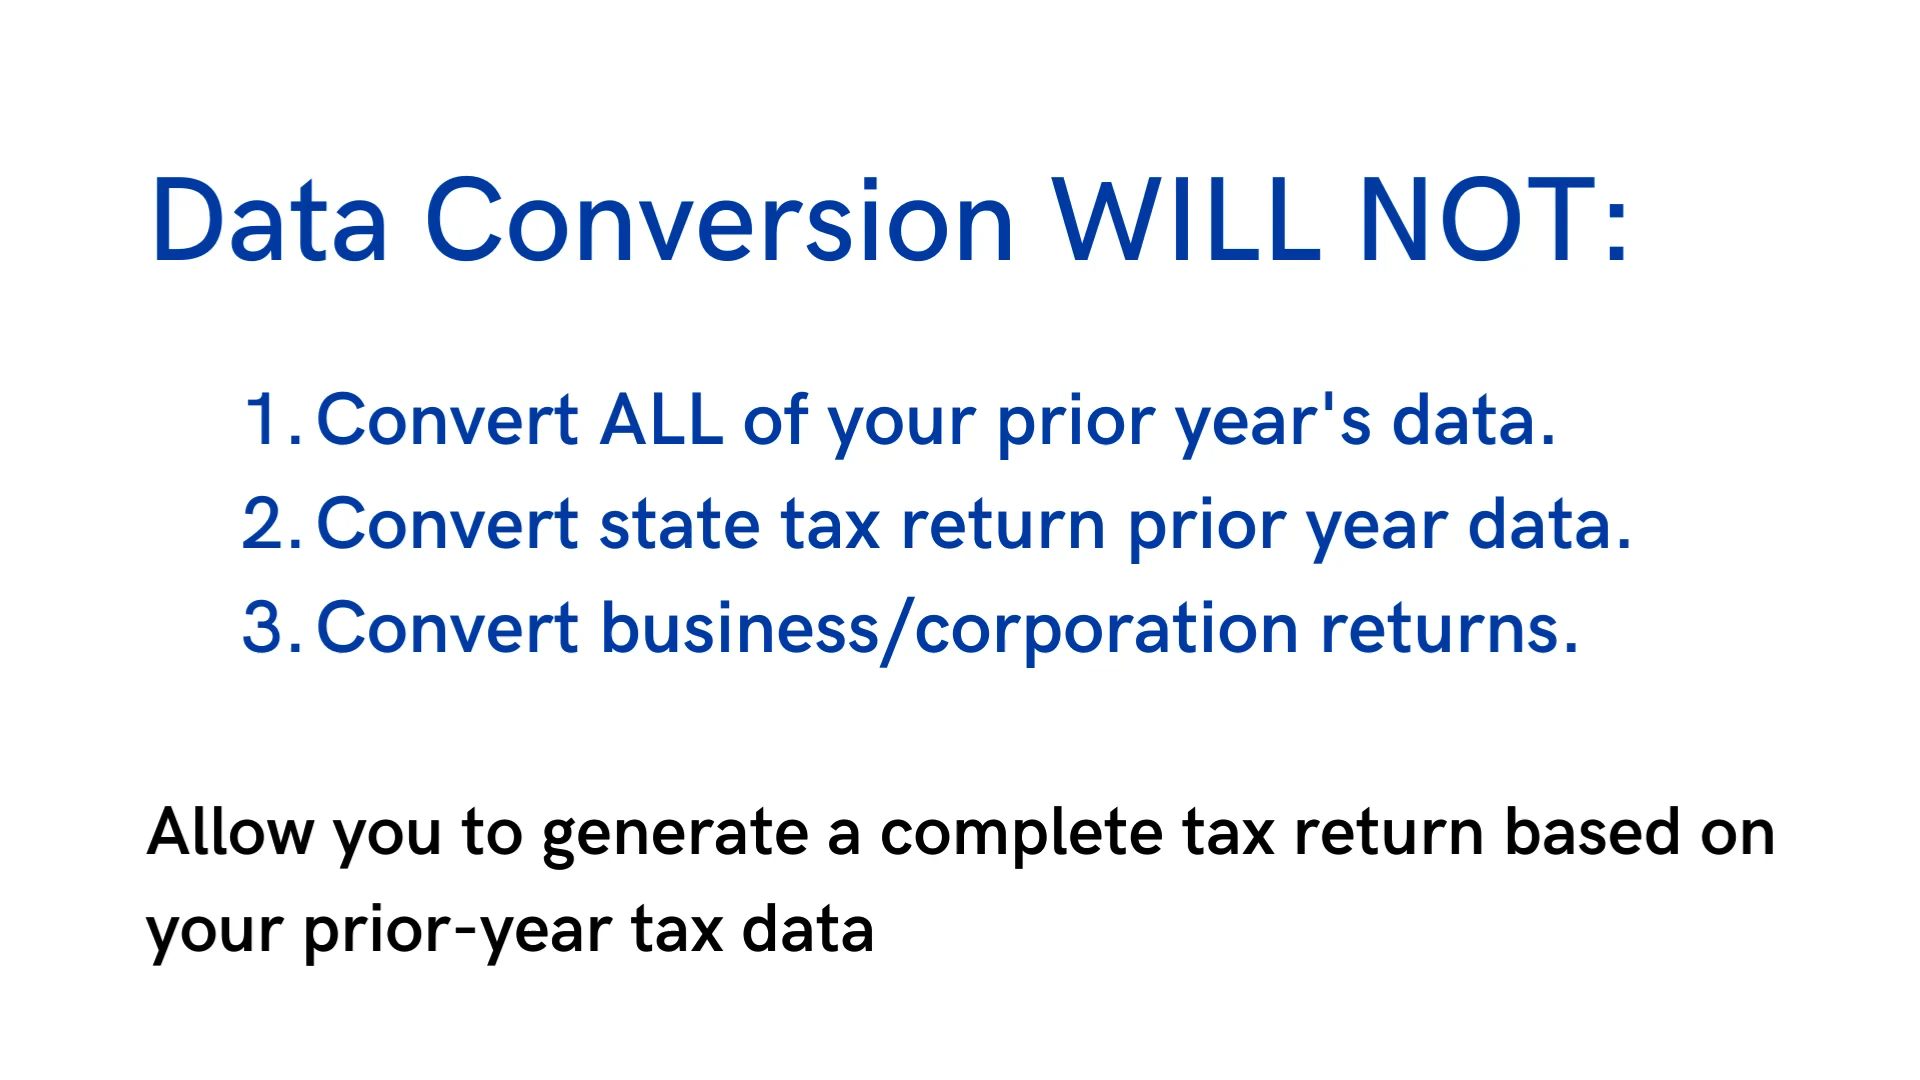 Data Conversion WILL NOT:
1. Convert ALL of your prior year's data.
2. Convert state tax return prior year data.
3. Convert business/corporation returns.
Allow you to generate a complete tax return based on
your prior-year tax data